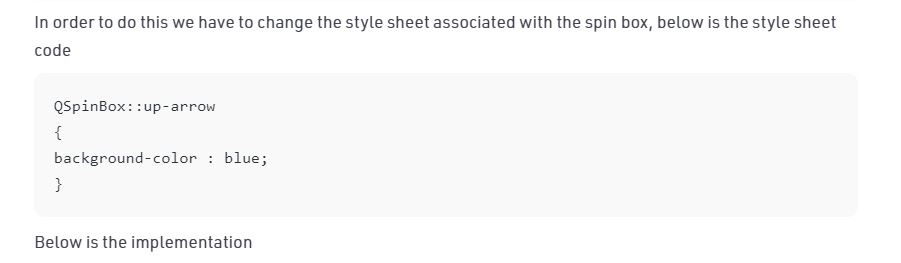 In order to do this we have to change the style sheet associated with the spin box, below is the style sheet
code
QSpinBox::up-arrow
{
background-color : blue;
}
Below is the implementation